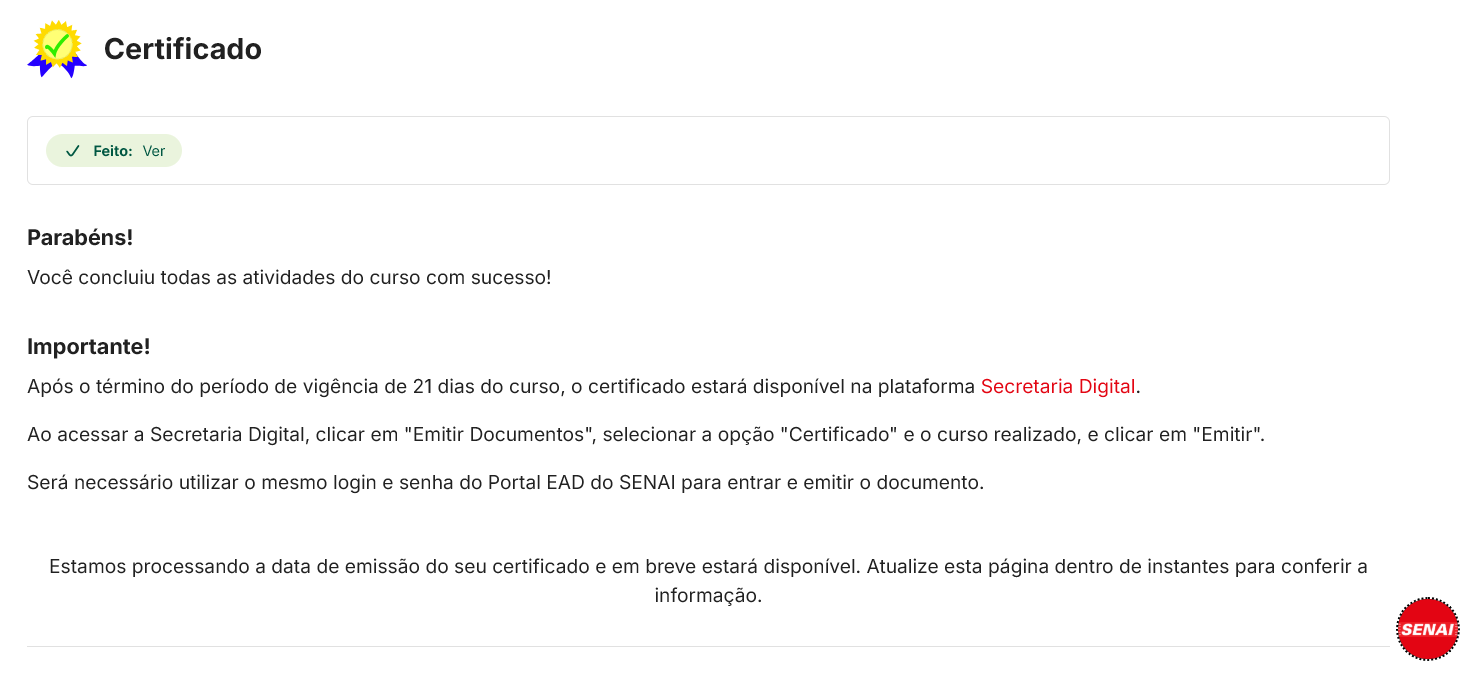 Certificado
Feito: Ver
Parabéns!
Você concluiu todas as atividades do curso com sucesso!
Importante!
Após o término do período de vigência de 21 dias do curso, o certificado estará disponível na plataforma Secretaria Digital.
Ao acessar a Secretaria Digital, clicar em "Emitir Documentos", selecionar a opção "Certificado" e o curso realizado, e clicar em "Emitir".
Será necessário utilizar o mesmo login e senha do Portal EAD do SENAI para entrar e emitir o documento.
Estamos processando a data de emissão do seu certificado e em breve estará disponível. Atualize esta página dentro de instantes para conferir a
informação.
SENAI